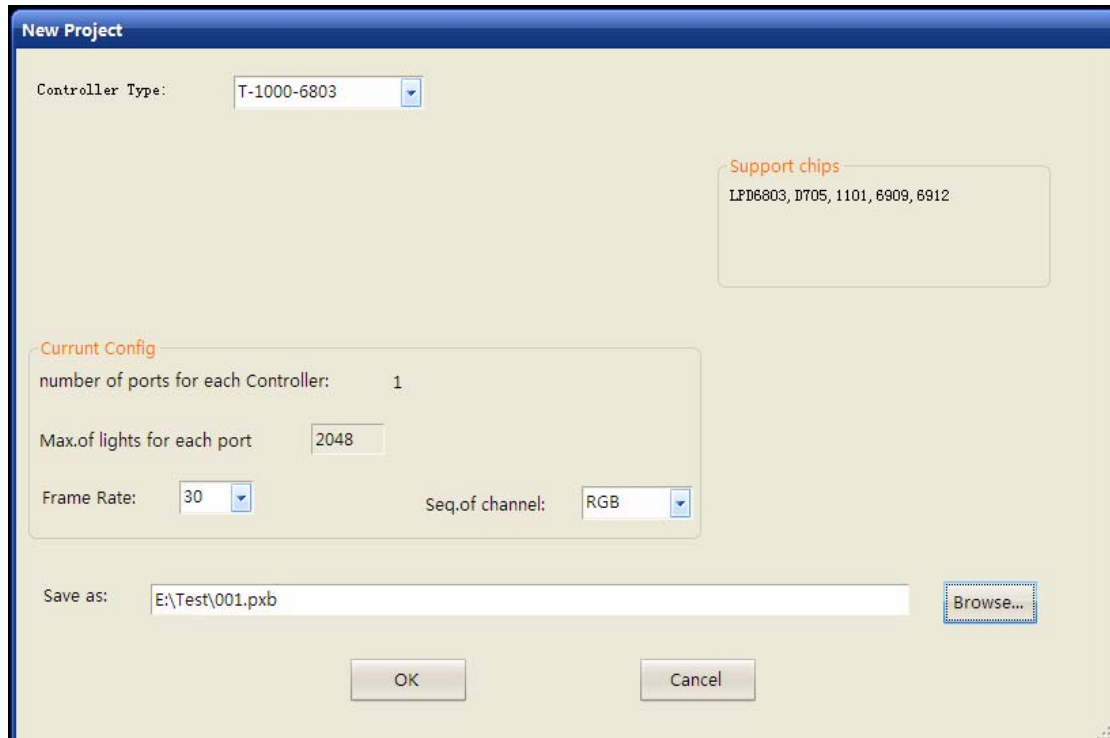 New Project
Controller Type: T-1000-6803
Support chips
LPD6803, D705, 1101, 6909, 6912
Currunt Config
number of ports for each Controller: 1
Max.of lights for each port 2048
Frame Rate: 30 Seq.of channel: RGB
Save as: E:\Test\001.pxb Browse...
OK Cancel